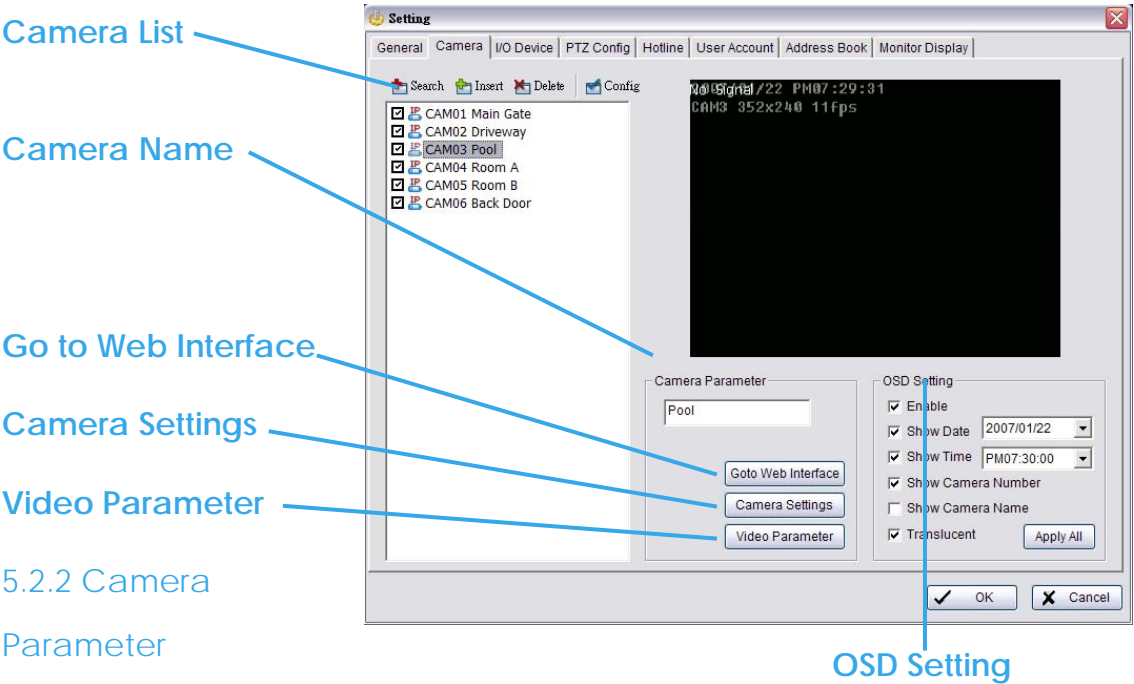 Camera List
Camera Name
Go to Web Interface
Camera Settings
Video Parameter
5.2.2 Camera
Parameter
Setting
General Camera I/O Device PTZ Config Hotline User Account Address Book Monitor Display
Search Insert Delete Config
CAM01 Main Gate
CAM02 Driveway
CAM03 Pool
CAM04 Room A
CAM05 Room B
CAM06 Back Door
No Signal /22 PM07:29:31
CAM3 352x240 11fps
Camera Parameter
Pool
Goto Web Interface
Camera Settings
Video Parameter
OSD Setting
Enable
Show Date 2007/01/22
Show Time PM07:30:00
Show Camera Number
Show Camera Name
Translucent Apply All
OK Cancel
OSD Setting